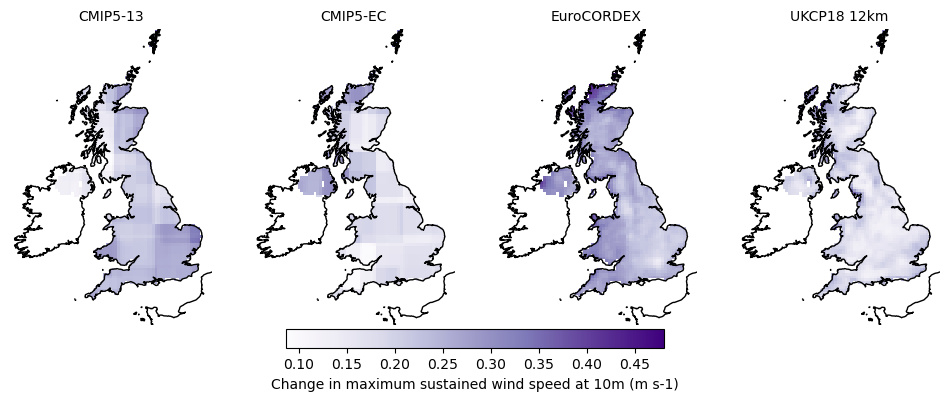 CMIP5-13 CMIP5-EC EuroCORDEX UKCP18 12km
0.10 0.15 0.20 0.25 0.30 0.35 0.40 0.45
Change in maximum sustained wind speed at 10m (m s-1)